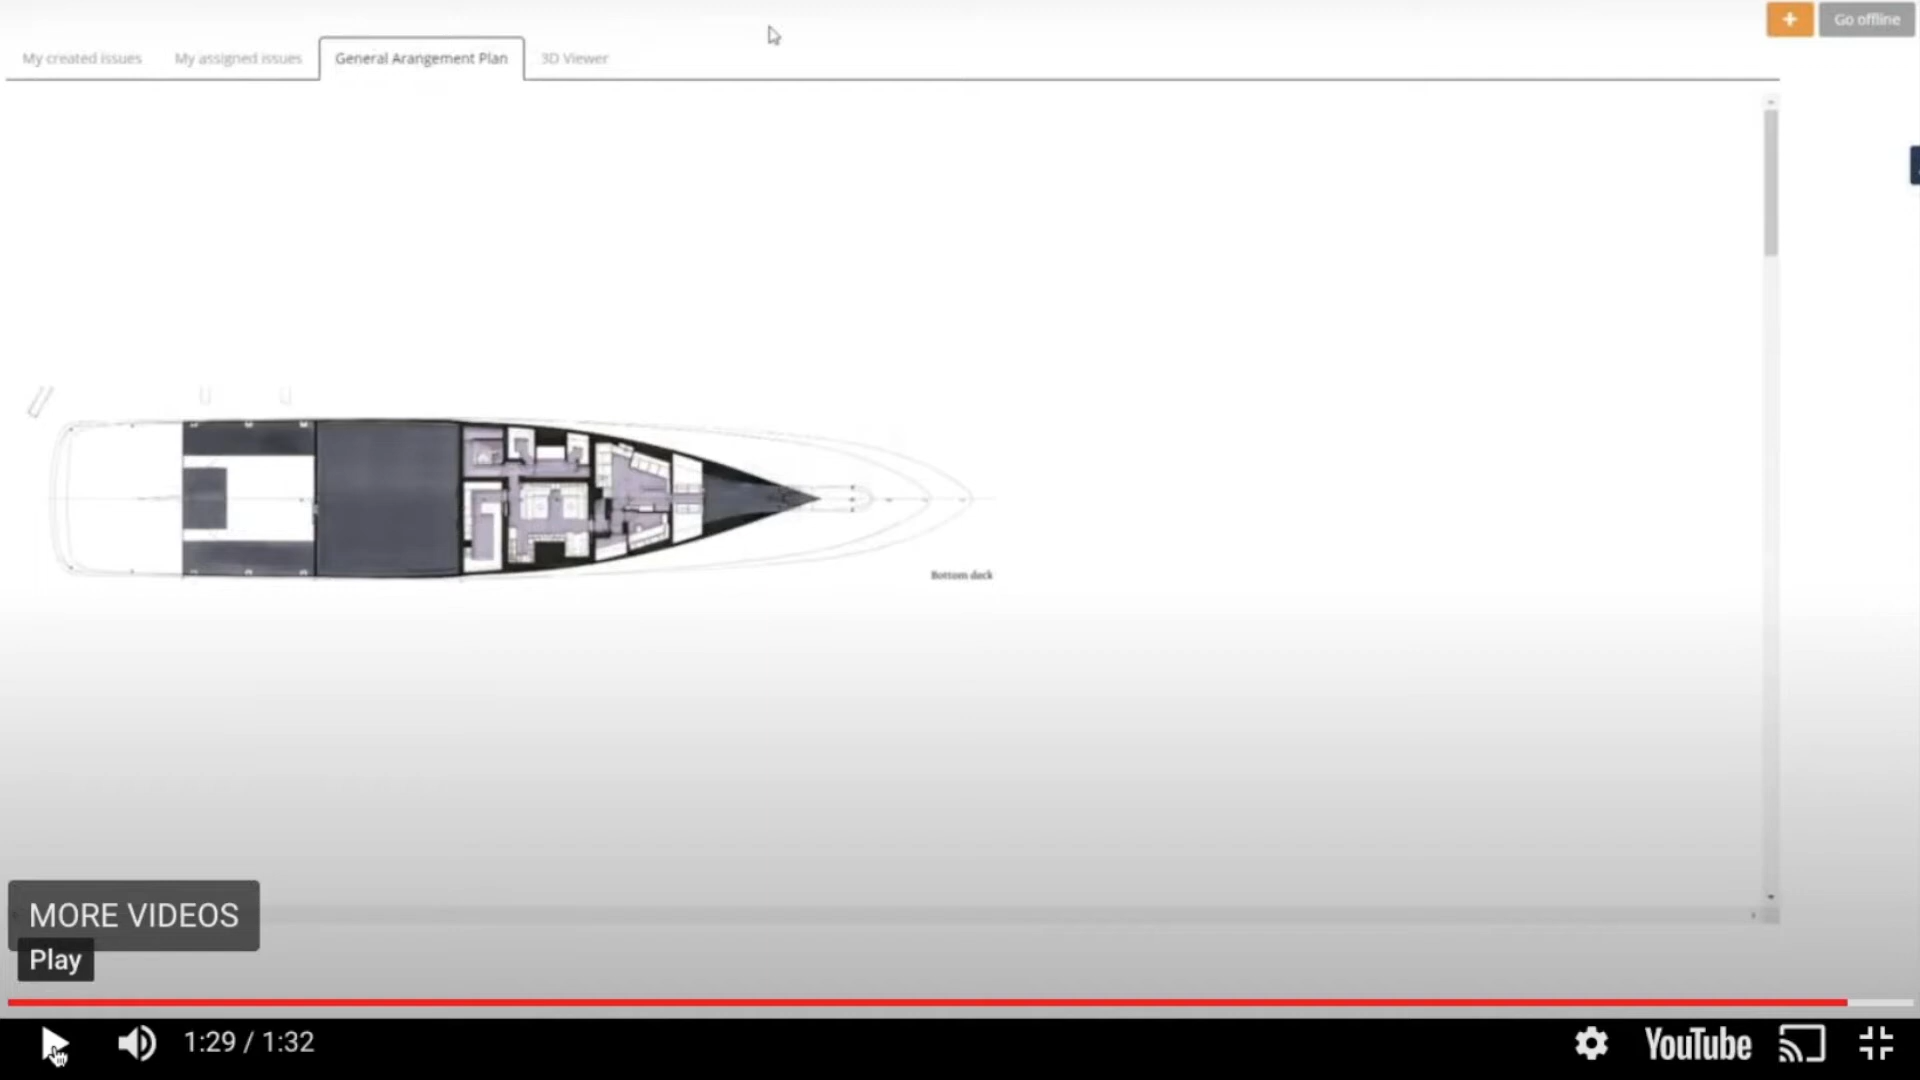 + Go offline
My created issues My assigned issues General Arangement Plan 3D Viewer
Bottom deck
MORE VIDEOS
Play
1:29 / 1:32 YouTube